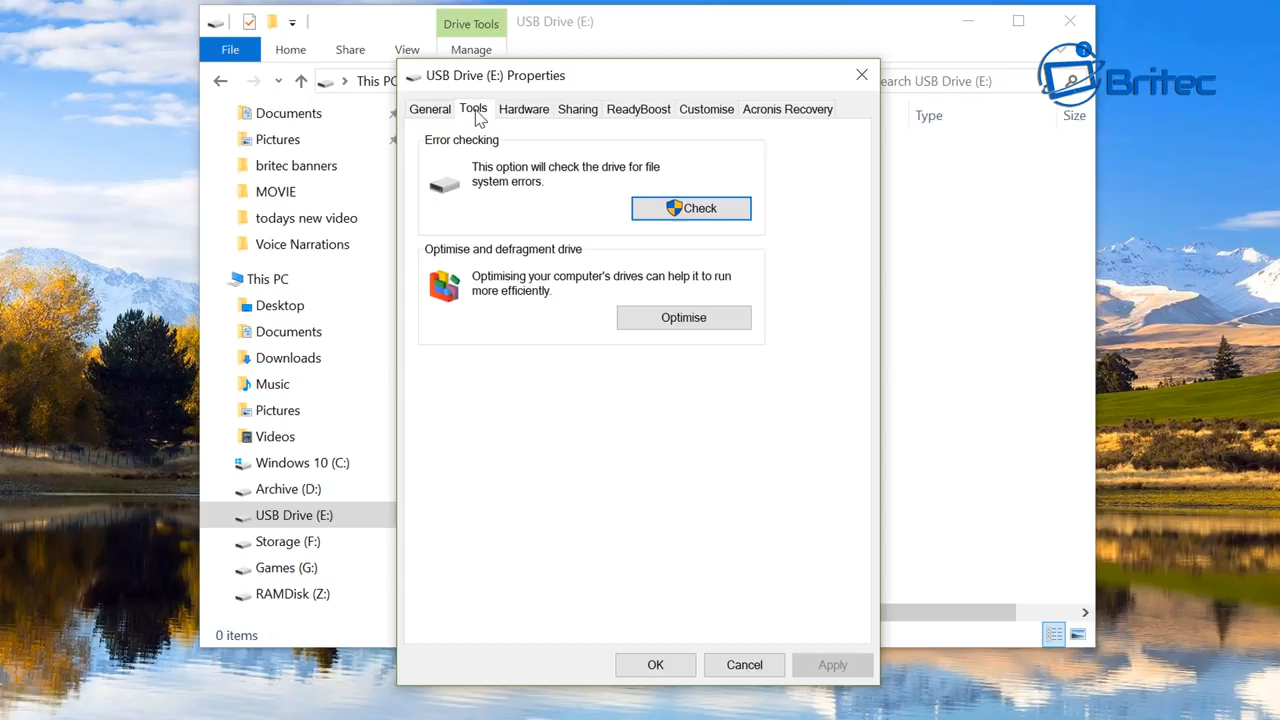 Drive Tools
USB Drive (E:)
File
Home
Share
View
Manage
This PC
earch USB Drive (E:)
Britec
Documents
Pictures
britec banners
MOVIE
todays new video
Voice Narrations
This PC
Desktop
Documents
Downloads
Music
Pictures
Videos
Windows 10 (C:)
Archive (D:)
USB Drive (E:)
Storage (F:)
Games (G:)
RAMDisk (Z:)
0 items
Type
Size
USB Drive (E:) Properties
General
Tools
Hardware
Sharing
ReadyBoost
Customise
Acronis Recovery
Error checking
This option will check the drive for file
system errors.
Check
Optimise and defragment drive
Optimising your computer's drives can help it to run
more efficiently.
Optimise
OK
Cancel
Apply